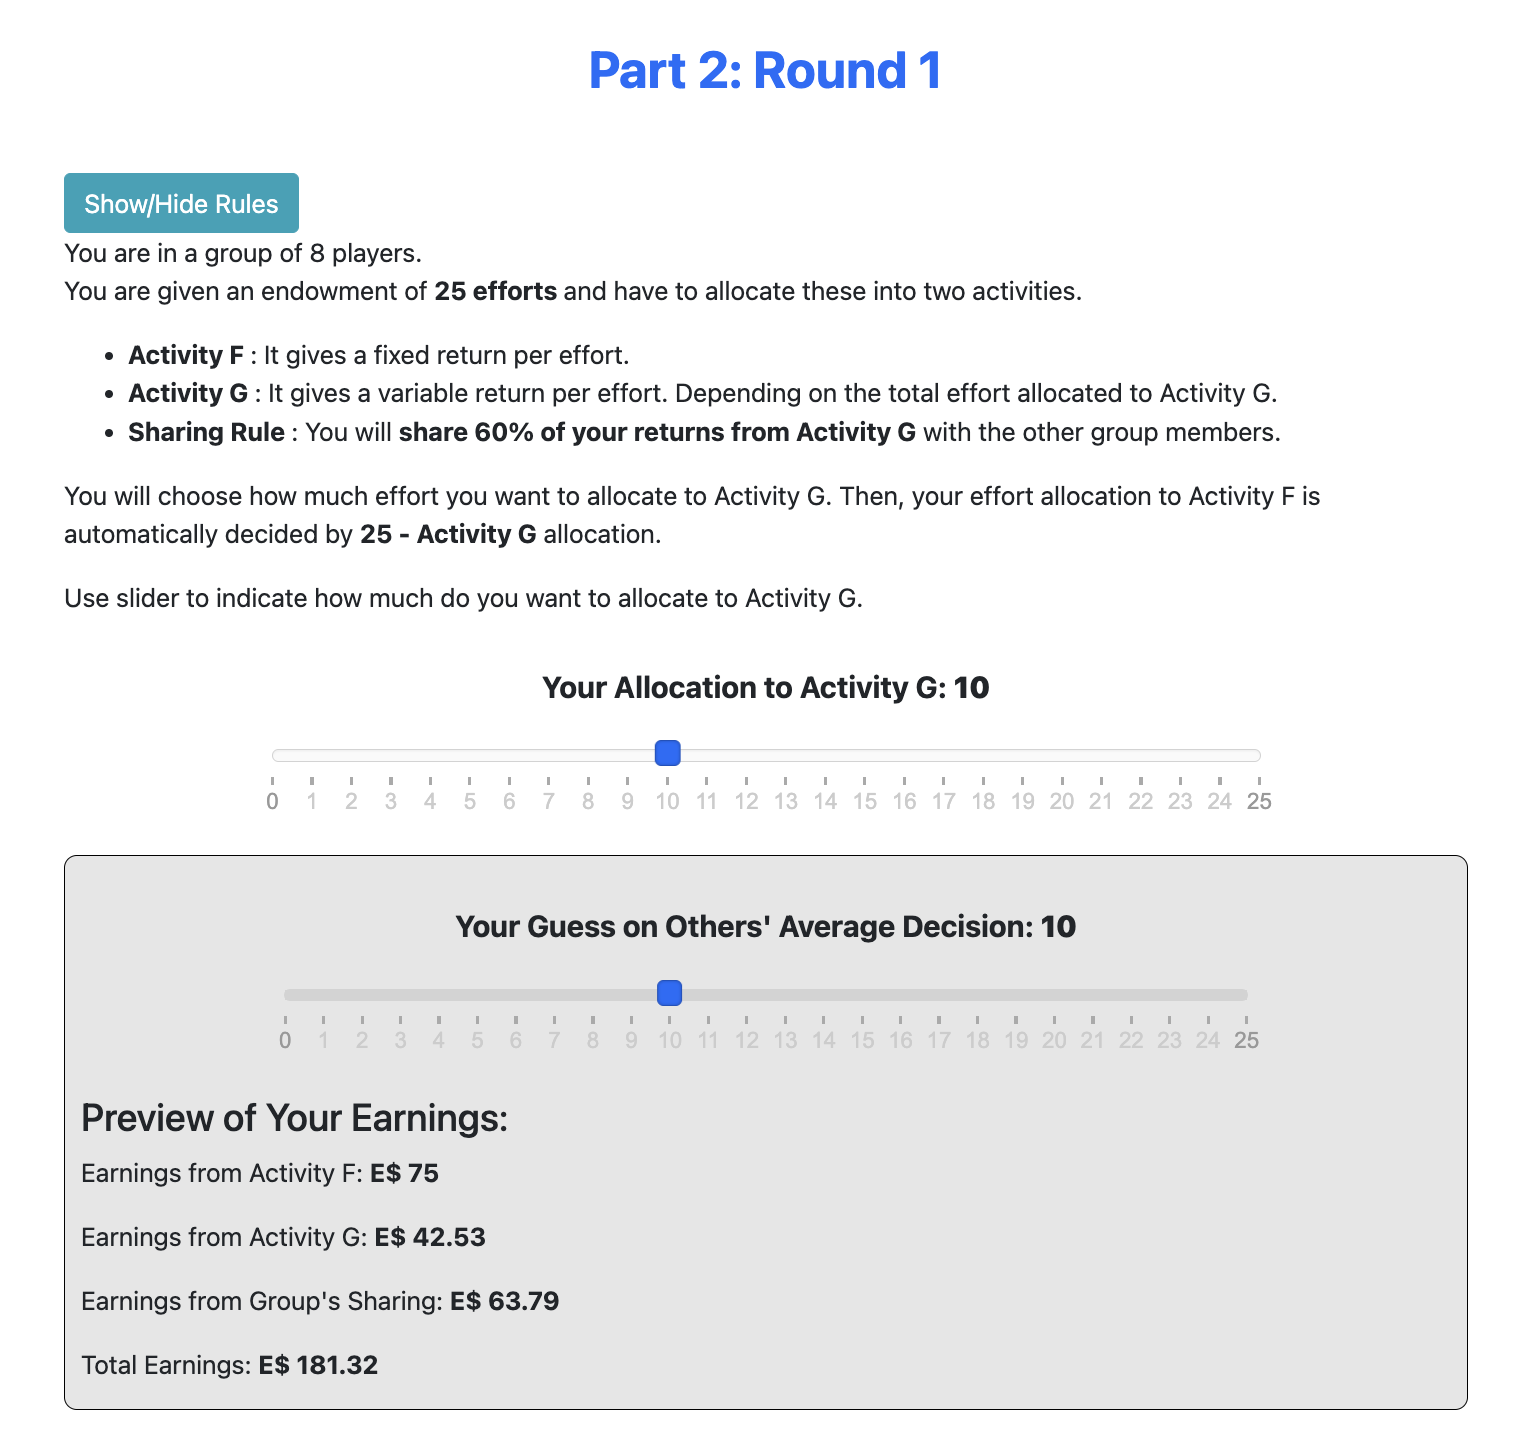 Part 2: Round 1
Show/Hide Rules
You are in a group of 8 players.
You are given an endowment of 25 efforts and have to allocate these into two activities.
• Activity F : It gives a fixed return per effort.
• Activity G : It gives a variable return per effort. Depending on the total effort allocated to Activity G.
• Sharing Rule : You will share 60% of your returns from Activity G with the other group members.
You will choose how much effort you want to allocate to Activity G. Then, your effort allocation to Activity F is
automatically decided by 25 - Activity G allocation.
Use slider to indicate how much do you want to allocate to Activity G.
Your Allocation to Activity G: 10
0 1 2 3 4 5 6 7 8 9 10 11 12 13 14 15 16 17 18 19 20 21 22 23 24 25
Your Guess on Others' Average Decision: 10
0 1 2 3 4 5 6 7 8 9 10 11 12 13 14 15 16 17 18 19 20 21 22 23 24 25
Preview of Your Earnings:
Earnings from Activity F: E$ 75
Earnings from Activity G: E$ 42.53
Earnings from Group's Sharing: E$ 63.79
Total Earnings: E$ 181.32